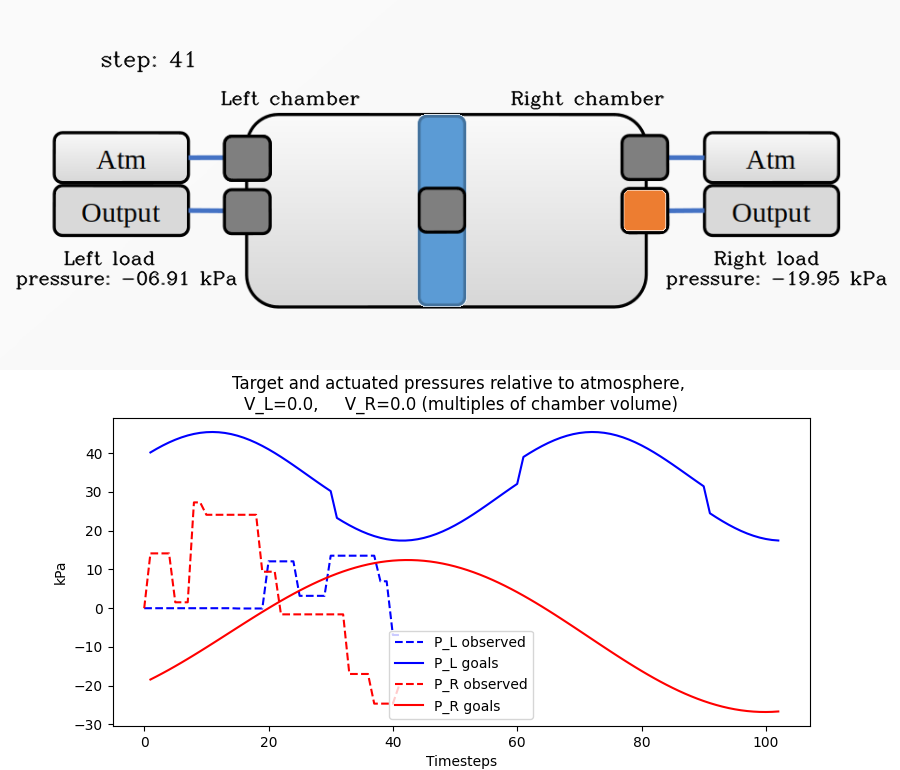 step: 41
Left chamber
Right chamber
Atm
Atm
Output
Output
Left load
pressure: -06.91 kPa
Right load
pressure: -19.95 kPa
Target and actuated pressures relative to atmosphere,
V_L=0.0, V_R=0.0 (multiples of chamber volume)
40
30
20
10
0
−10
−20
−30
kPa
P_L observed
P_L goals
P_R observed
P_R goals
0 20 40 60 80 100
Timesteps